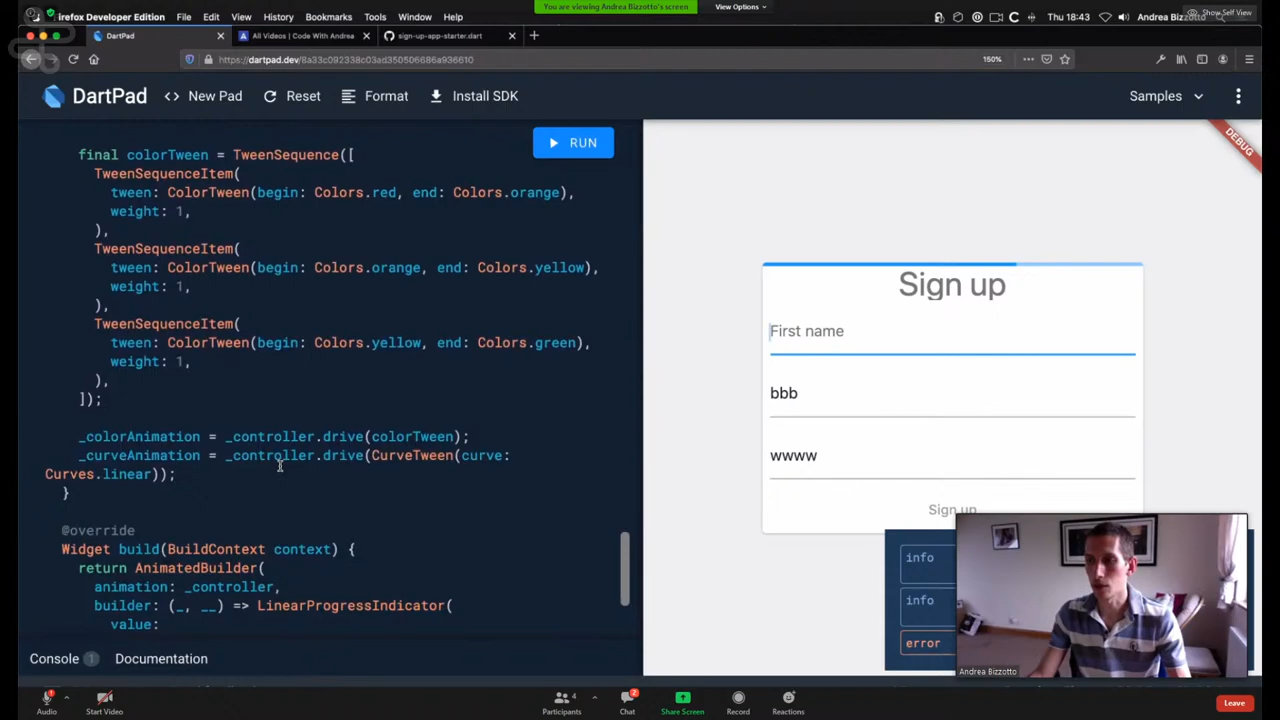 irefox Developer Edition File Edit View History Bookmarks Tools Window
You are viewing Andrea Bizzotto's screen
View Options
Thu 18:43
Andrea Bizzotto
Show Self View
DartPad
All Videos | Code With Andrea
sign-up-app-starter.dart
https://dartpad.dev/8a33c092338c03ad350506686a936610
150%
DartPad
<> New Pad
Reset
Format
Install SDK
Samples
RUN
DEBUG
final colorTween = TweenSequence([
TweenSequenceItem(
tween: ColorTween(begin: Colors.red, end: Colors.orange),
weight: 1,
),
TweenSequenceItem(
tween: ColorTween(begin: Colors.orange, end: Colors.yellow),
weight: 1,
),
TweenSequenceItem(
tween: ColorTween(begin: Colors.yellow, end: Colors.green),
weight: 1,
),
]);
_colorAnimation = _controller.drive(colorTween);
_curveAnimation = _controller.drive(CurveTween(curve:
Curves.linear));
}
@override
Widget build(BuildContext context) {
return AnimatedBuilder(
animation: _controller,
builder: (_, __) => LinearProgressIndicator(
value:
Sign up
First name
bbb
wwww
Sign up
info
info
error
Andrea Bizzotto
Console 1
Documentation
Audio
Start Video
Participants 4
Chat 2
Share Screen
Record
Reactions
Leave